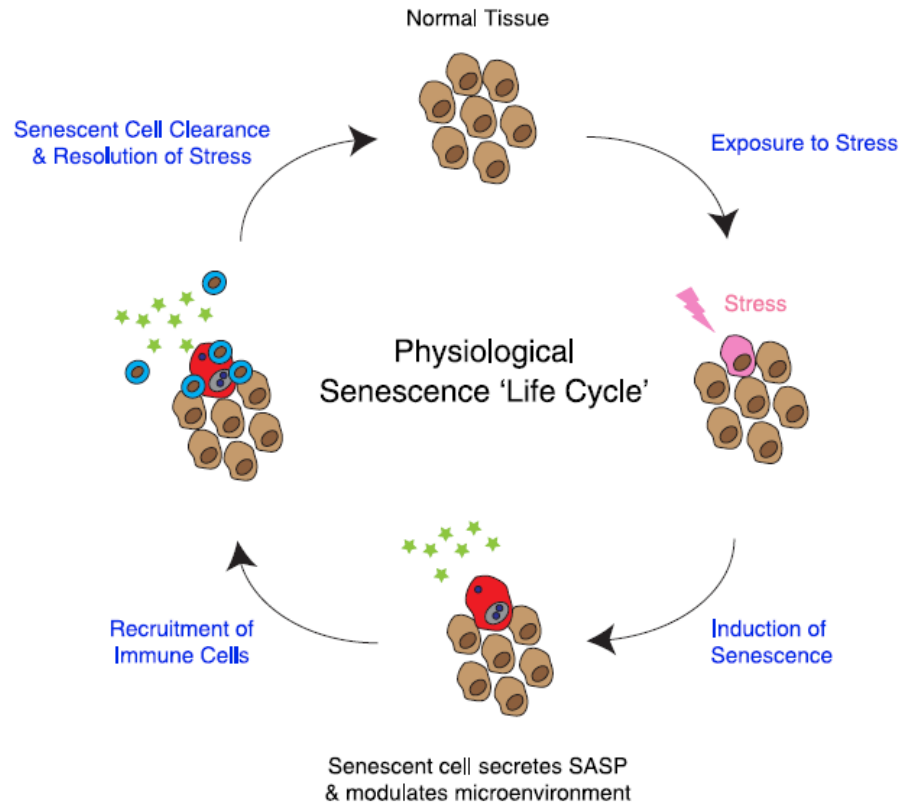 Normal Tissue
Senescent Cell Clearance
& Resolution of Stress
Exposure to Stress
Stress
Physiological
Senescence ‘Life Cycle’
Recruitment of
Immune Cells
Induction of
Senescence
Senescent cell secretes SASP
& modulates microenvironment